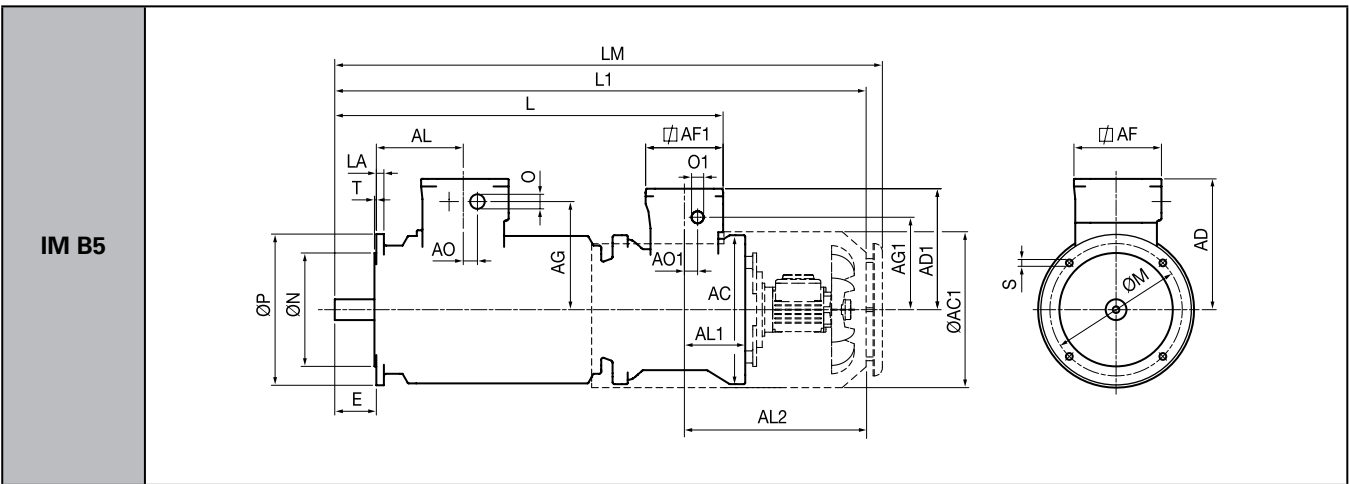 IM B5
LM
L1
L
AL
⌷ AF1
⌷ AF
LA
O
O1
T
AO
AG
AO1
AG1
AD1
AD
S
ØP
ØN
AC
ØAC1
ØM
AL1
E
AL2